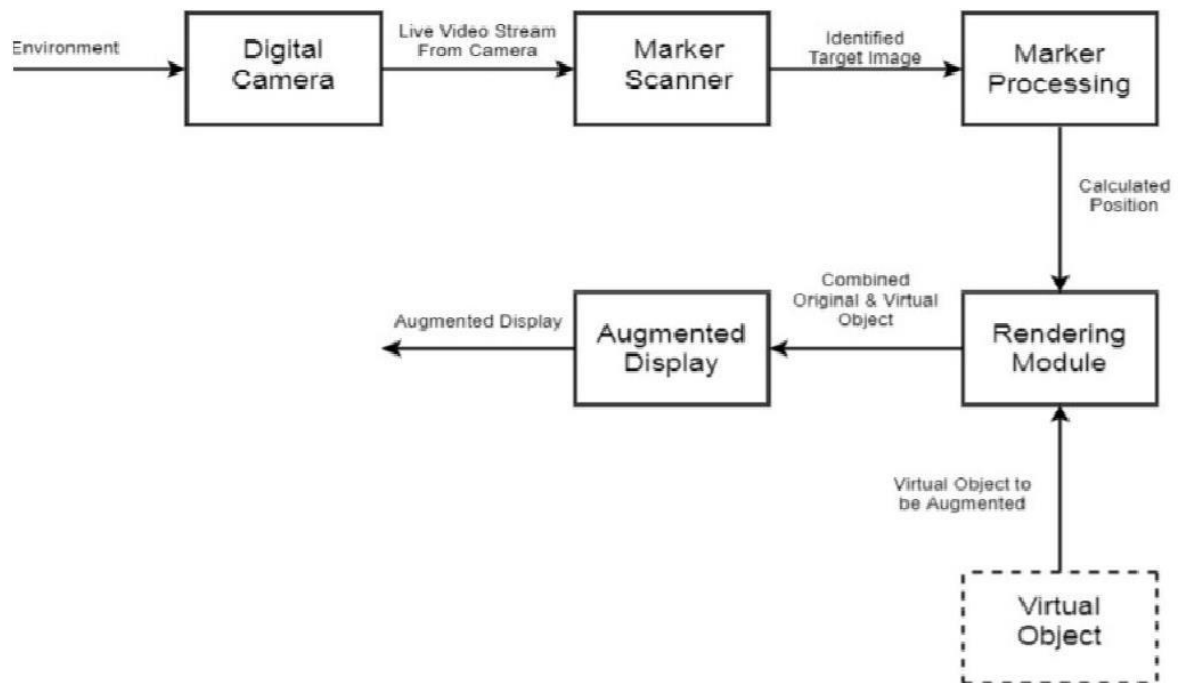 Environment
Digital
Camera
Live Video Stream
From Camera
Marker
Scanner
Identified
Target Image
Marker
Processing
Calculated
Position
Rendering
Module
Combined
Original & Virtual
Object
Augmented
Display
Augmented Display
Virtual Object to
be Augmented
Virtual
Object